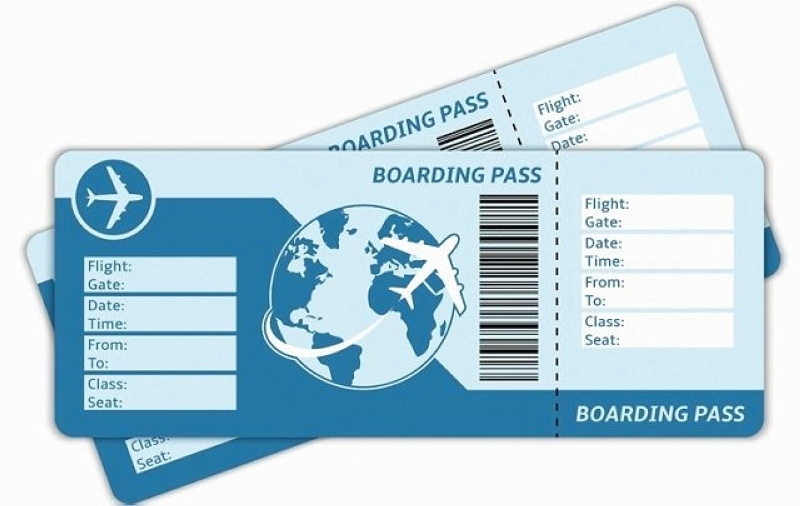 BOARDING PASS
Flight:
Gate:
Date:
BOARDING PASS
Flight:
Gate:
Date:
Time:
From:
To:
Class:
Seat:
Flight:
Gate:
Date:
Time:
From:
To:
Class:
Seat:
BOARDING PASS
Class:
Seat: